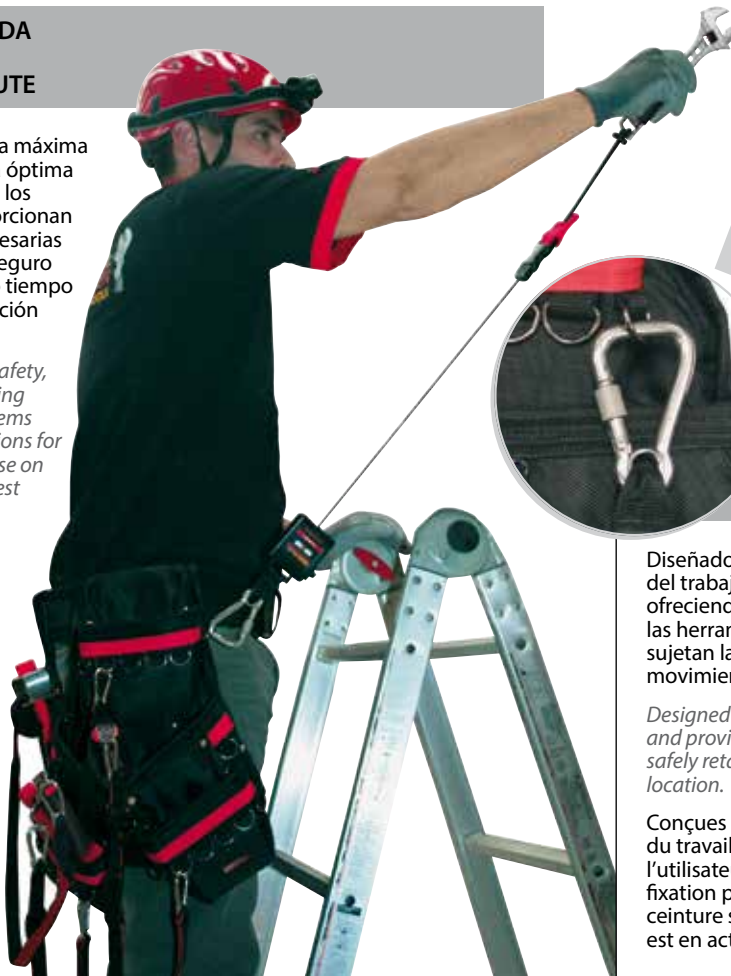 DA
UTE
a máxima
óptima
los
orcionan
esarias
eguro
tiempo
ción
afety,
ing
ems
ions for
se on
est
Diseñado
del trabaj
ofreciend
las herran
sujetan la
movimien
Designed
and provi
safely reta
location.
Conçues
du travail
l’utilisate
fixation p
ceinture s
est en act